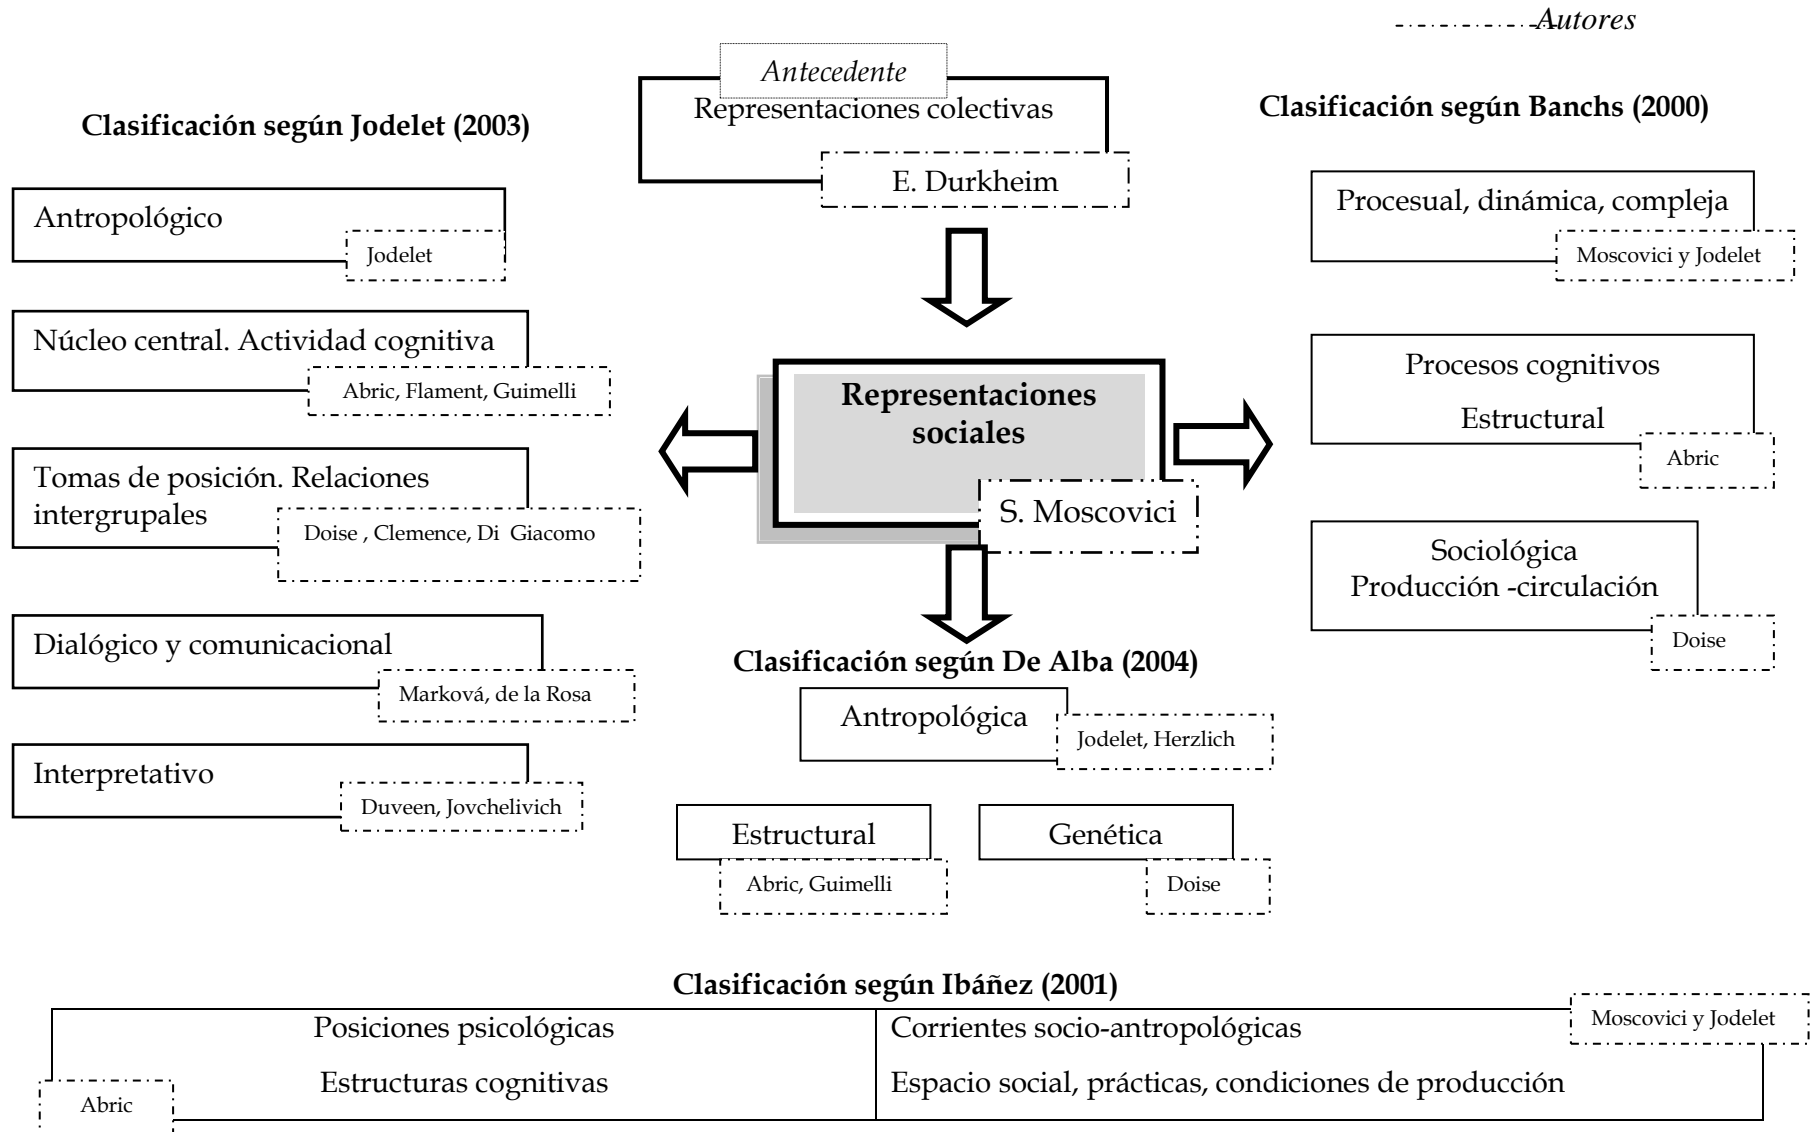 Autores
Antecedente
Representaciones colectivas
E. Durkheim
Clasificación según Jodelet (2003)
Antropológico
Jodelet
Núcleo central. Actividad cognitiva
Abric, Flament, Guimelli
Tomas de posición. Relaciones
intergrupales
Doise , Clemence, Di Giacomo
Dialógico y comunicacional
Marková, de la Rosa
Interpretativo
Duveen, Jovchelivich
Representaciones
sociales
S. Moscovici
Clasificación según Banchs (2000)
Procesual, dinámica, compleja
Moscovici y Jodelet
Procesos cognitivos
Estructural
Abric
Sociológica
Producción -circulación
Doise
Clasificación según De Alba (2004)
Antropológica
Jodelet, Herzlich
Estructural
Abric, Guimelli
Genética
Doise
Clasificación según Ibáñez (2001)
Posiciones psicológicas
Estructuras cognitivas
Abric
Corrientes socio-antropológicas
Moscovici y Jodelet
Espacio social, prácticas, condiciones de producción